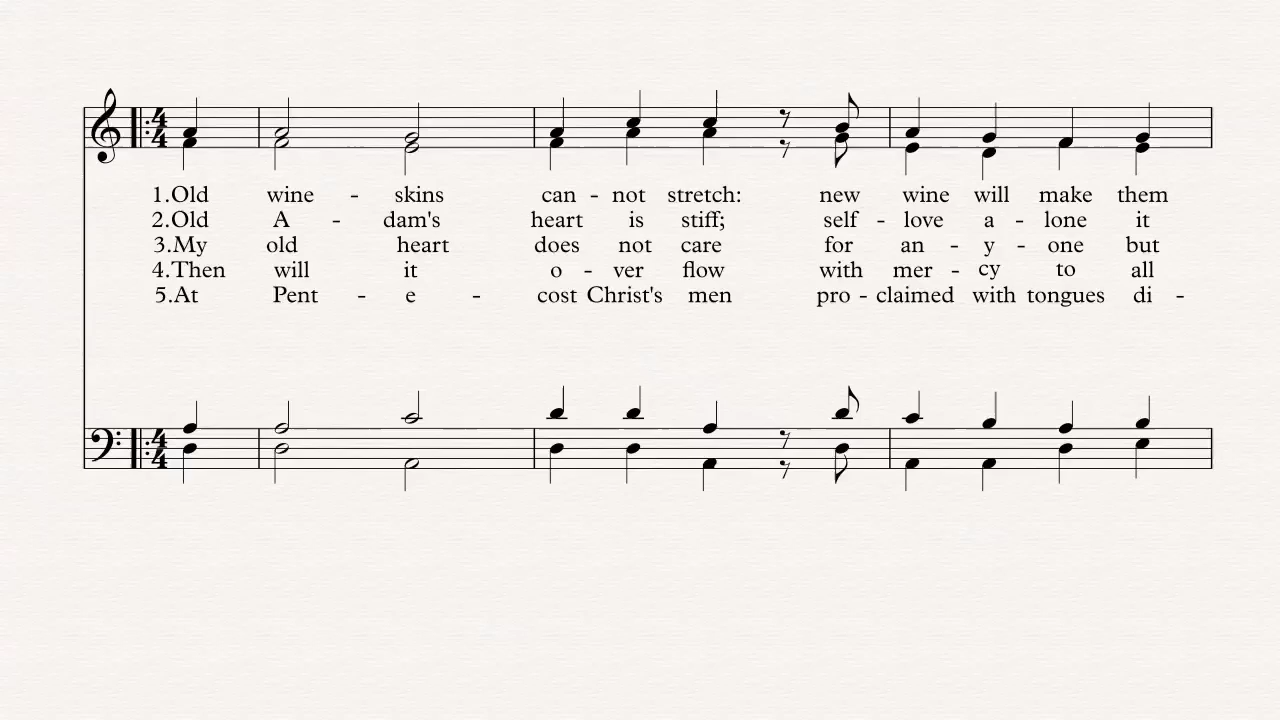 1.Old wine - skins can - not stretch: new wine will make them
2.Old A - dam's heart is stiff; self - love a - lone it
3.My old heart does not care for an - y - one but
4.Then will it o - ver flow with mer - cy to all
5.At Pent - e - cost Christ's men pro - claimed with tongues di -